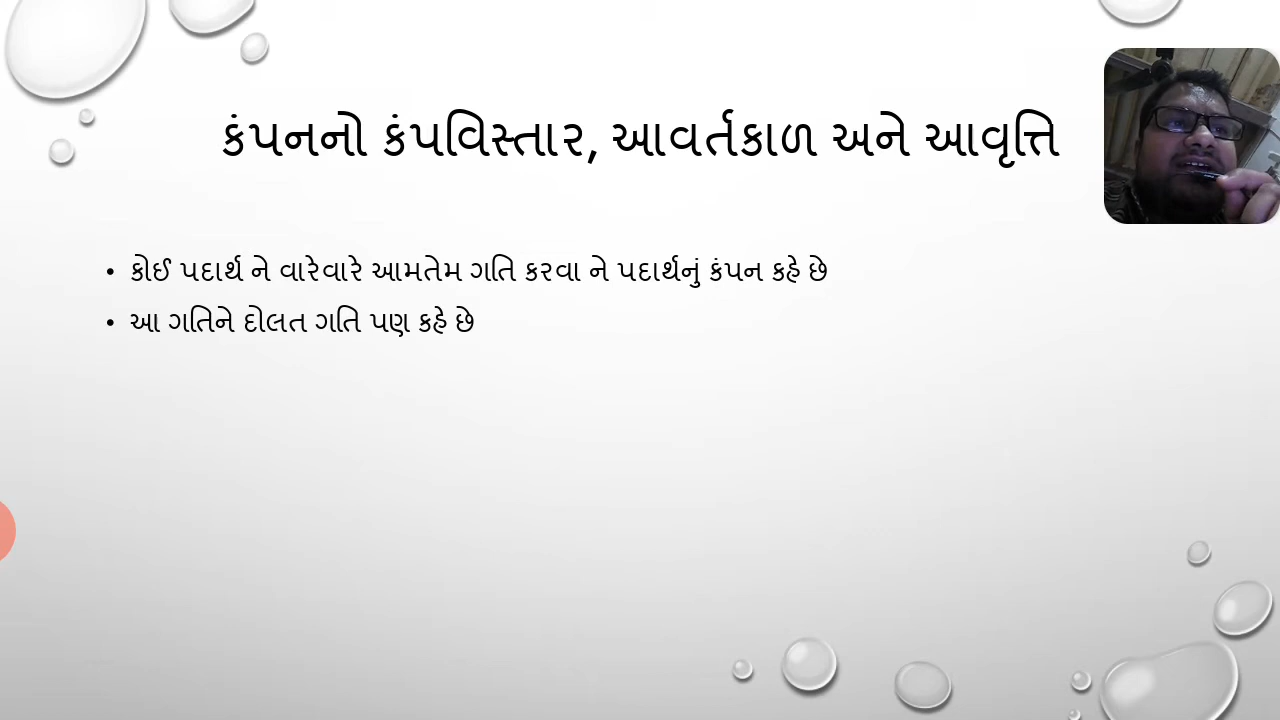 કંપનનો કંપવિસ્તાર, આવર્તકાળ અને આવૃત્તિ
• કોઈ પદાર્થ ને વારેવારે આમતેમ ગતિ કરવા ને પદાર્થનું કંપન કહે છે
• આ ગતિને દોલત ગતિ પણ કહે છે